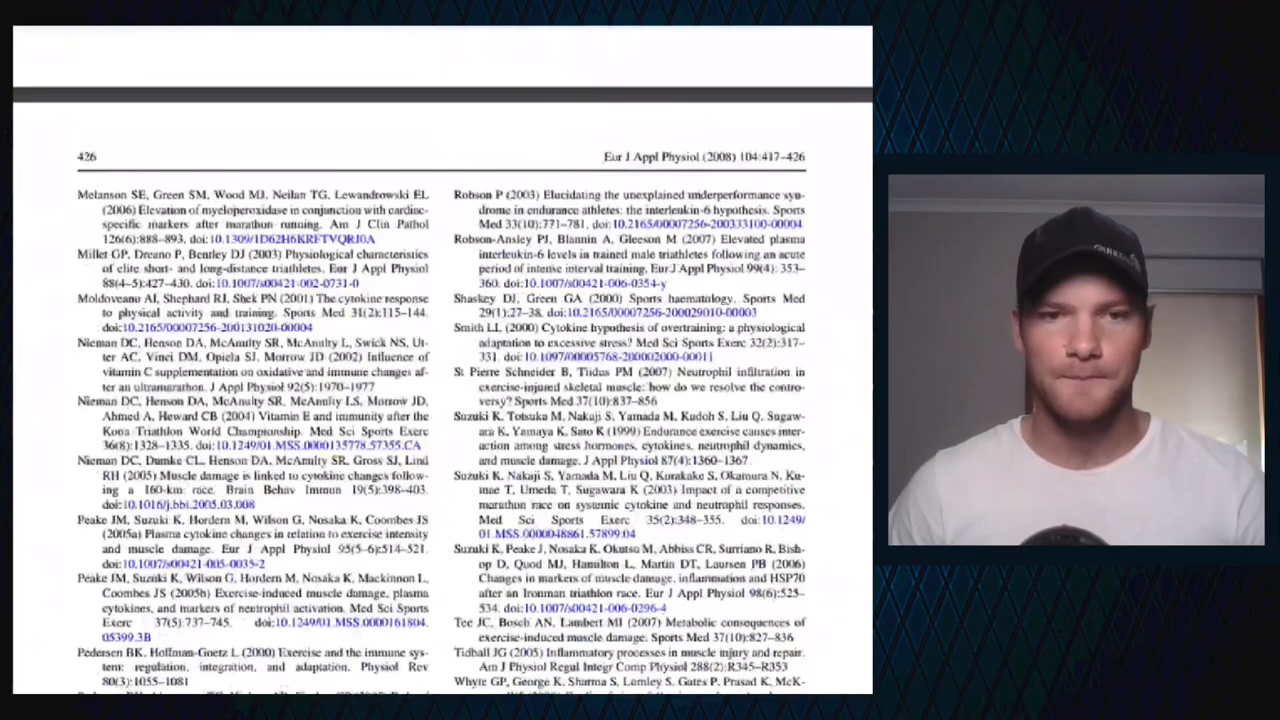 426
Eur J Appl Physiol (2008) 104:417–426
Melanson SE, Green SM, Wood MJ, Neilan TG, Lewandrowski EL
(2006) Elevation of myeloperoxidase in conjunction with cardiac-
specific markers after marathon running. Am J Clin Pathol
126(6):888–893. doi:10.1309/1D62H6KRFTVQRJ0A
Millet GP, Dreano P, Bentley DJ (2003) Physiological characteristics
of elite short- and long-distance triathletes. Eur J Appl Physiol
88(4–5):427–430. doi:10.1007/s00421-002-0731-0
Moldoveanu AI, Shephard RJ, Shek PN (2001) The cytokine response
to physical activity and training. Sports Med 31(2):115–144.
doi:10.2165/00007256-200131020-00004
Nieman DC, Henson DA, McAnulty SR, McAnulty L, Swick NS, Ut-
ter AC, Vinci DM, Opiela SJ, Morrow JD (2002) Influence of
vitamin C supplementation on oxidative and immune changes af-
ter an ultramarathon. J Appl Physiol 92(5):1970–1977
Nieman DC, Henson DA, McAnulty SR, McAnulty LS, Morrow JD,
Ahmed A, Heward CB (2004) Vitamin E and immunity after the
Kona Triathlon World Championship. Med Sci Sports Exerc
36(8):1328–1335. doi:10.1249/01.MSS.0000135778.57355.CA
Nieman DC, Dumke CL, Henson DA, McAnulty SR, Gross SJ, Lind
RH (2005) Muscle damage is linked to cytokine changes follow-
ing a 160-km race. Brain Behav Immun 19(5):398–403.
doi:10.1016/j.bbi.2005.03.008
Peake JM, Suzuki K, Hordern M, Wilson G, Nosaka K, Coombes JS
(2005a) Plasma cytokine changes in relation to exercise intensity
and muscle damage. Eur J Appl Physiol 95(5–6):514–521.
doi:10.1007/s00421-005-0035-2
Peake JM, Suzuki K, Wilson G, Hordern M, Nosaka K, Mackinnon L,
Coombes JS (2005b) Exercise-induced muscle damage, plasma
cytokines, and markers of neutrophil activation. Med Sci Sports
Exerc 37(5):737–745. doi:10.1249/01.MSS.0000161804.
05399.3B
Pedersen BK, Hoffman-Goetz L (2000) Exercise and the immune sys-
tem: regulation, integration, and adaptation. Physiol Rev
80(3):1055–1081
Robson P (2003) Elucidating the unexplained underperformance syn-
drome in endurance athletes: the interleukin-6 hypothesis. Sports
Med 33(10):771–781. doi:10.2165/00007256-200333100-00004
Robson-Ansley PJ, Blannin A, Gleeson M (2007) Elevated plasma
interleukin-6 levels in trained male triathletes following an acute
period of intense interval training. Eur J Appl Physiol 99(4): 353–
360. doi:10.1007/s00421-006-0354-y
Shaskey DJ, Green GA (2000) Sports haematology. Sports Med
29(1):27–38. doi:10.2165/00007256-200029010-00003
Smith LL (2000) Cytokine hypothesis of overtraining: a physiological
adaptation to excessive stress? Med Sci Sports Exerc 32(2):317–
331. doi:10.1097/00005768-200002000-00011
St Pierre Schneider B, Tiidus PM (2007) Neutrophil infiltration in
exercise-injured skeletal muscle: how do we resolve the contro-
versy? Sports Med 37(10):837–856
Suzuki K, Totsuka M, Nakaji S, Yamada M, Kudoh S, Liu Q, Sugaw-
ara K, Yamaya K, Sato K (1999) Endurance exercise causes inter-
action among stress hormones, cytokines, neutrophil dynamics,
and muscle damage. J Appl Physiol 87(4):1360–1367
Suzuki K, Nakaji S, Yamada M, Liu Q, Kurakake S, Okamura N, Ku-
mae T, Umeda T, Sugawara K (2003) Impact of a competitive
marathon race on systemic cytokine and neutrophil responses.
Med Sci Sports Exerc 35(2):348–355. doi:10.1249/
01.MSS.0000048861.57899.04
Suzuki K, Peake J, Nosaka K, Okutsu M, Abbiss CR, Surriano R, Bish-
op D, Quod MJ, Hamilton L, Martin DT, Laursen PB (2006)
Changes in markers of muscle damage, inflammation and HSP70
after an Ironman triathlon race. Eur J Appl Physiol 98(6):525–
534. doi:10.1007/s00421-006-0296-4
Tee JC, Bosch AN, Lambert MI (2007) Metabolic consequences of
exercise-induced muscle damage. Sports Med 37(10):827–836
Tidball JG (2005) Inflammatory processes in muscle injury and repair.
Am J Physiol Regul Integr Comp Physiol 288(2):R345–R353
Whyte GP, George K, Sharma S, Lumley S, Gates P, Prasad K, McK-